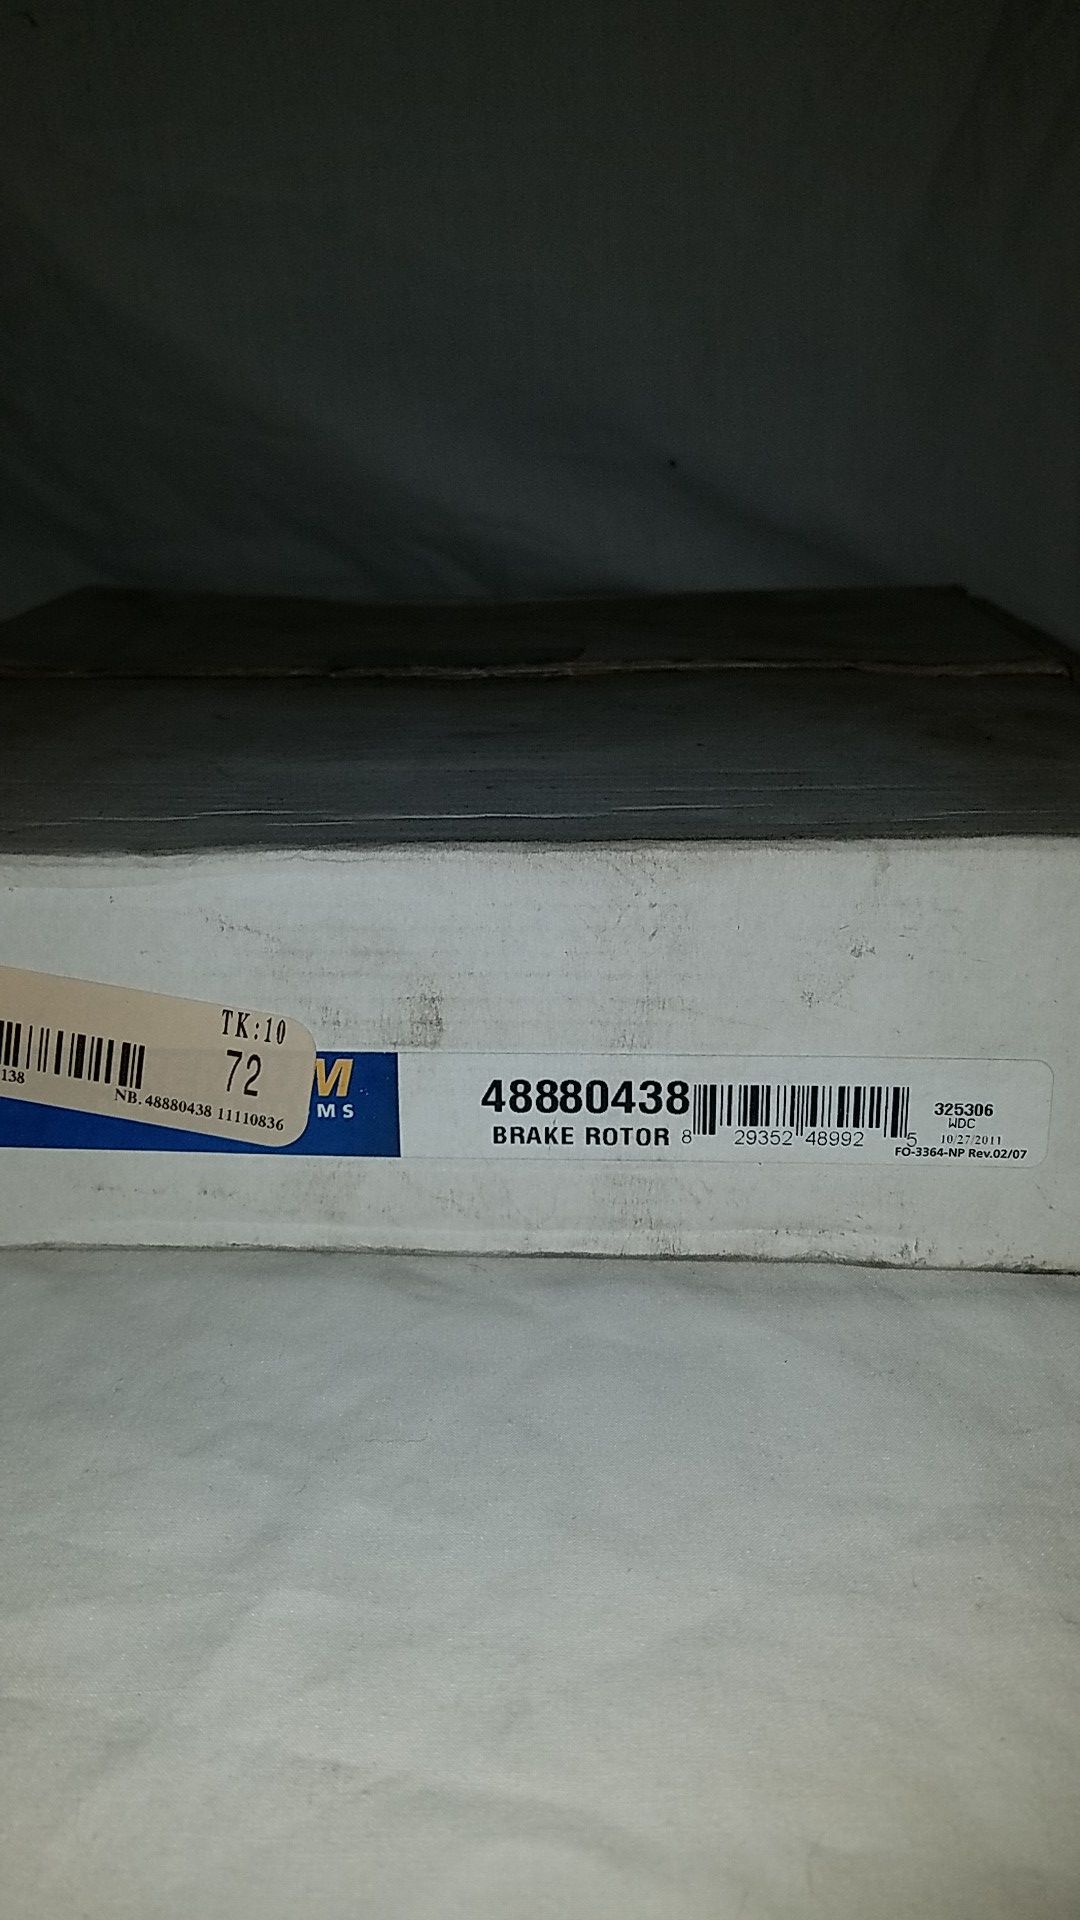 TK:10
72
138
NB. 48880438 11110836
M
MS
48880438
BRAKE ROTOR
8 29352 48992 5
325306
WDC
10/27/2011
FO-3364-NP Rev.02/07